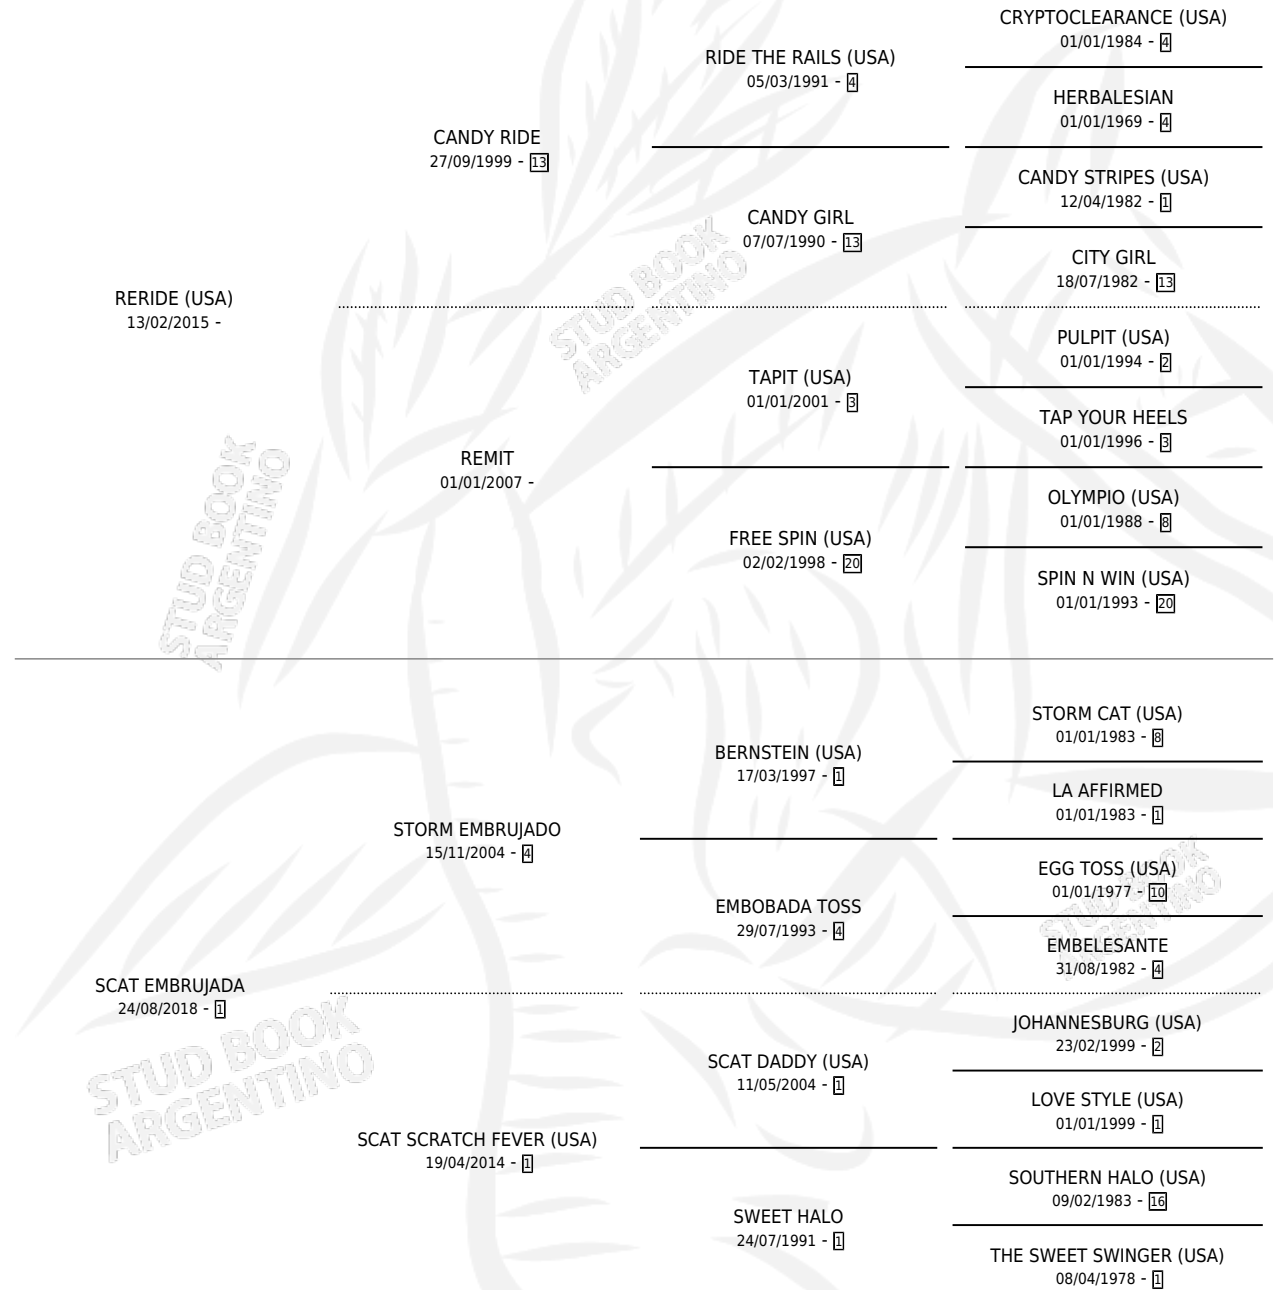 CRYPTOCLEARANCE (USA)
01/01/1984 - 4
RIDE THE RAILS (USA)
05/03/1991 - 4
HERBALESIAN
01/01/1969 - 4
CANDY RIDE
27/09/1999 - 13
CANDY STRIPES (USA)
12/04/1982 - 1
CANDY GIRL
07/07/1990 - 13
CITY GIRL
18/07/1982 - 13
RERIDE (USA)
13/02/2015 -
PULPIT (USA)
01/01/1994 - 2
TAPIT (USA)
01/01/2001 - 3
TAP YOUR HEELS
01/01/1996 - 3
REMIT
01/01/2007 -
OLYMPIO (USA)
01/01/1988 - 8
FREE SPIN (USA)
02/02/1998 - 20
SPIN N WIN (USA)
01/01/1993 - 20
STORM CAT (USA)
01/01/1983 - 8
BERNSTEIN (USA)
17/03/1997 - 1
LA AFFIRMED
01/01/1983 - 1
STORM EMBRUJADO
15/11/2004 - 4
EGG TOSS (USA)
01/01/1977 - 10
EMBOBADA TOSS
29/07/1993 - 4
EMBELESANTE
31/08/1982 - 4
SCAT EMBRUJADA
24/08/2018 - 1
JOHANNESBURG (USA)
23/02/1999 - 2
SCAT DADDY (USA)
11/05/2004 - 1
LOVE STYLE (USA)
01/01/1999 - 1
SCAT SCRATCH FEVER (USA)
19/04/2014 - 1
SOUTHERN HALO (USA)
09/02/1983 - 16
SWEET HALO
24/07/1991 - 1
THE SWEET SWINGER (USA)
08/04/1978 - 1
STUD BOOK
ARGENTINO
STUD BOOK
ARGENTINO
STUD BOOK
ARGENTINO
STUD BOOK
ARGENTINO